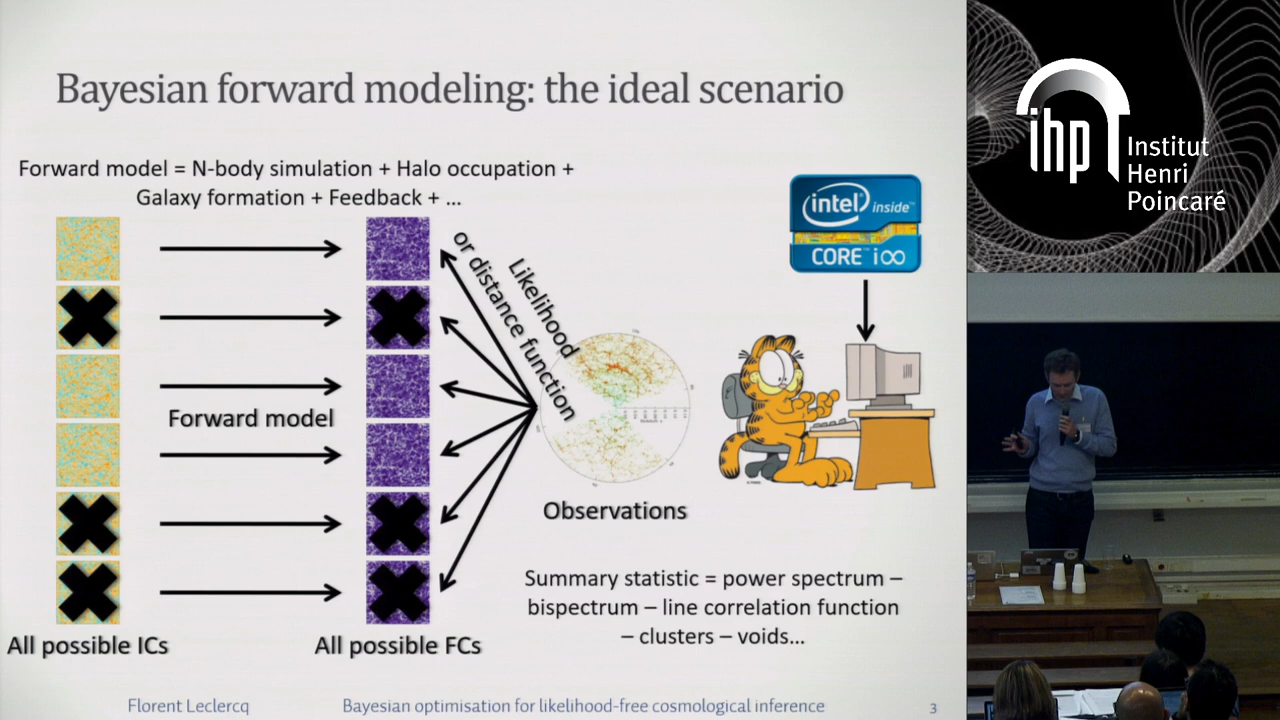 Bayesian forward modeling: the ideal scenario
Forward model = N-body simulation + Halo occupation +
Galaxy formation + Feedback + ...
Likelihood
or distance function
Forward model
intel inside™
CORE™ i∞
Observations
Summary statistic = power spectrum –
bispectrum – line correlation function
– clusters – voids...
All possible ICs
All possible FCs
Florent Leclercq
Bayesian optimisation for likelihood-free cosmological inference
3
ihp
Institut
Henri
Poincaré